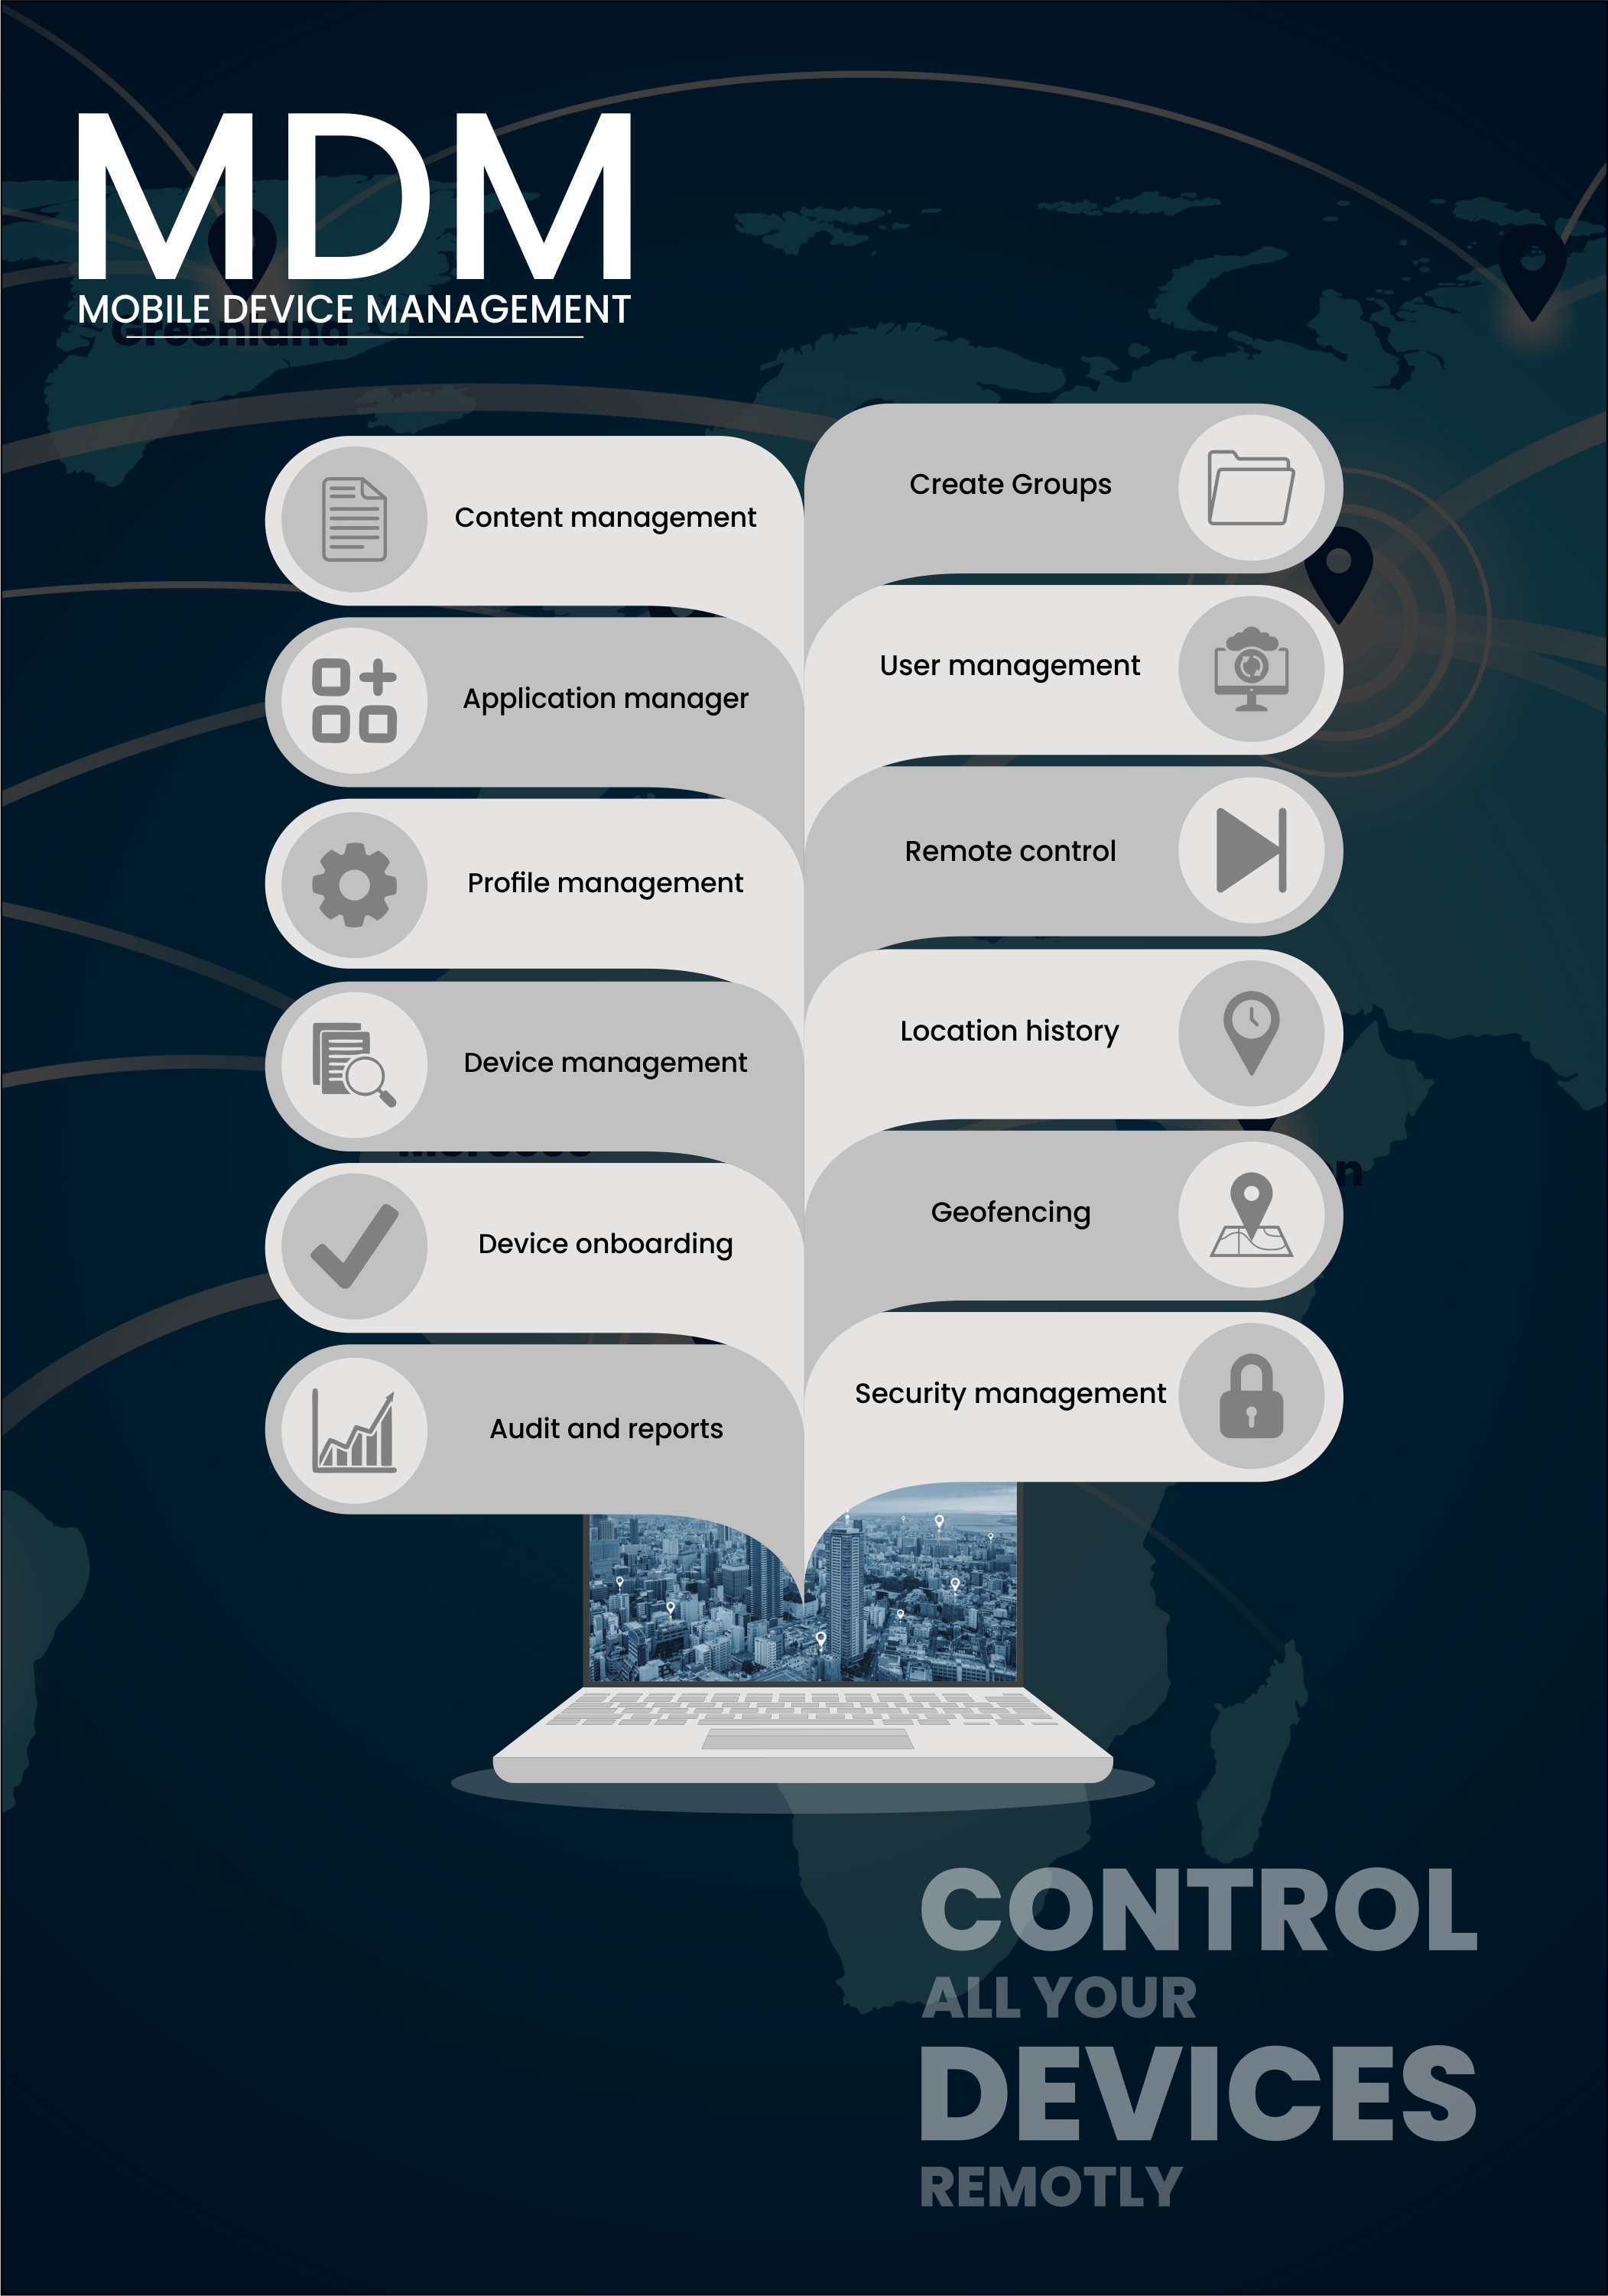 MDM
MOBILE DEVICE MANAGEMENT
Greenland
Content management
Create Groups
Application manager
User management
Profile management
Remote control
Device management
Location history
Device onboarding
Geofencing
Audit and reports
Security management
CONTROL
ALL YOUR
DEVICES
REMOTLY